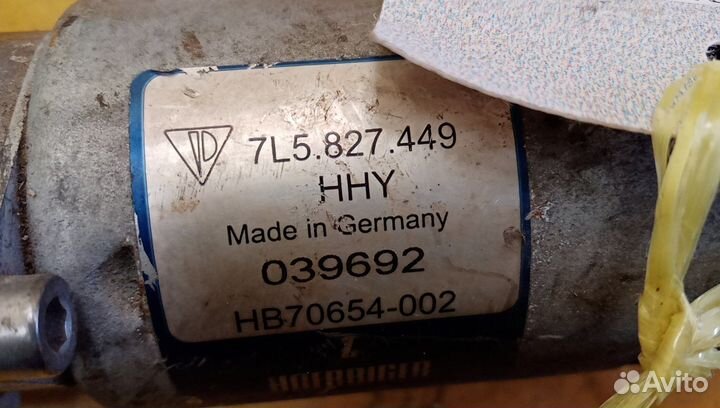 7L5.827.449
HHY
Made in Germany
039692
HB70654-002
Avito